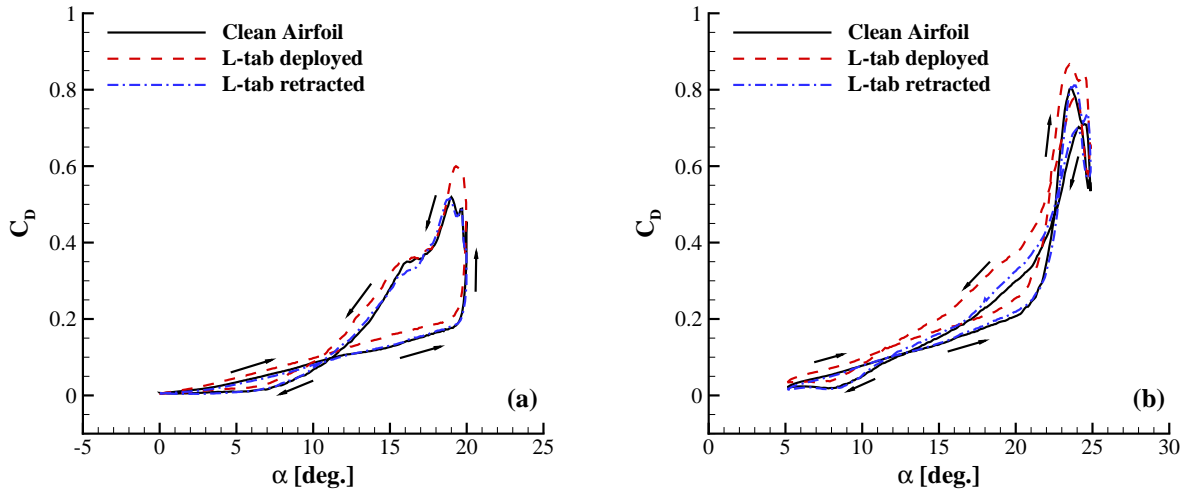 1
0.8
0.6
0.4
0.2
0
C_D
-5 0 5 10 15 20 25
α [deg.]
Clean Airfoil
L-tab deployed
L-tab retracted
(a)
1
0.8
0.6
0.4
0.2
0
C_D
0 5 10 15 20 25 30
α [deg.]
Clean Airfoil
L-tab deployed
L-tab retracted
(b)